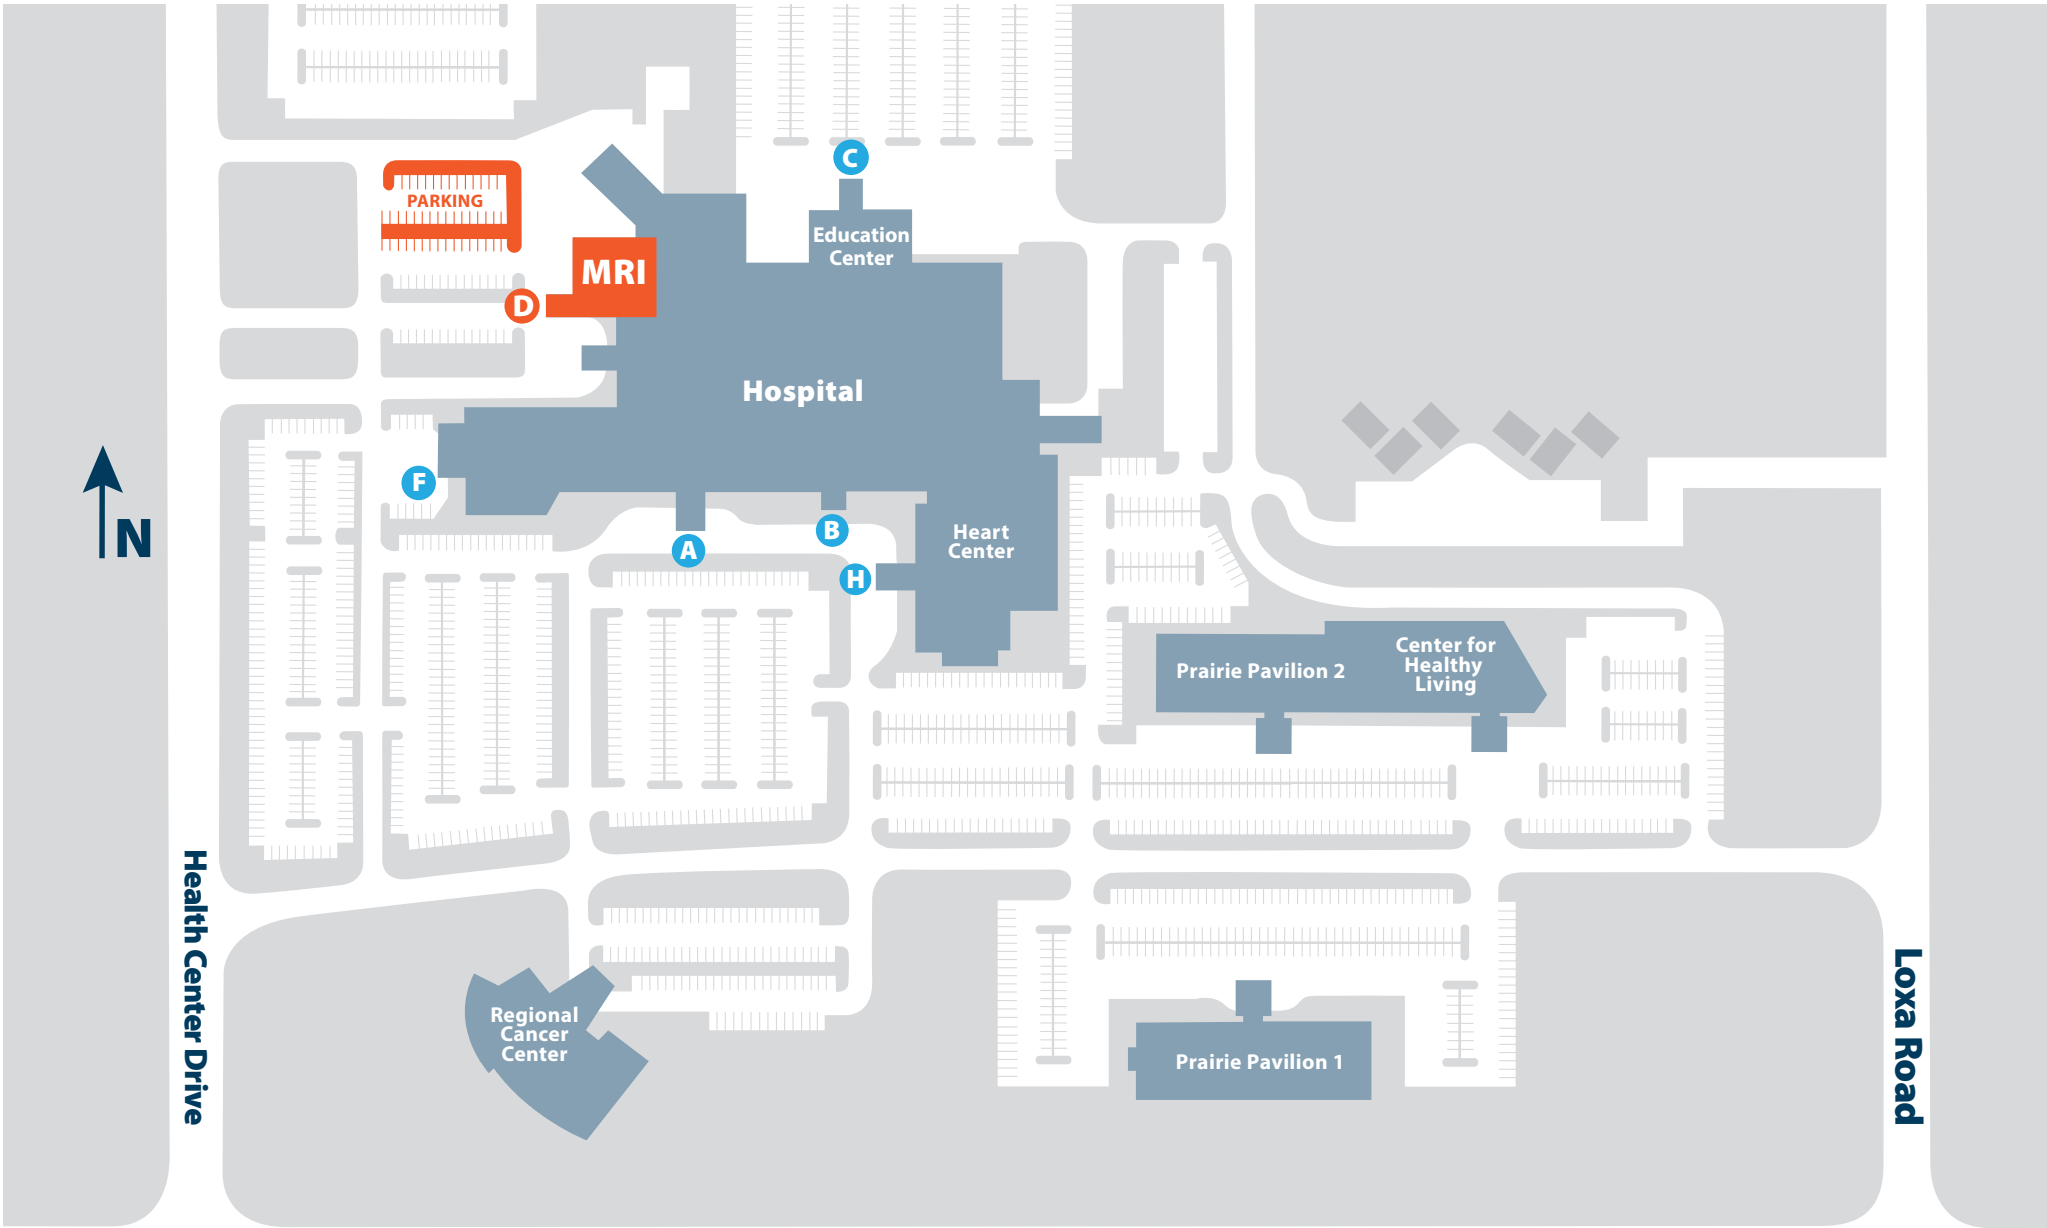 C
PARKING
Education
Center
MRI
D
Hospital
F
N
A
B
H
Heart
Center
Prairie Pavilion 2
Center for
Healthy
Living
Health Center Drive
Loxa Road
Regional
Cancer
Center
Prairie Pavilion 1